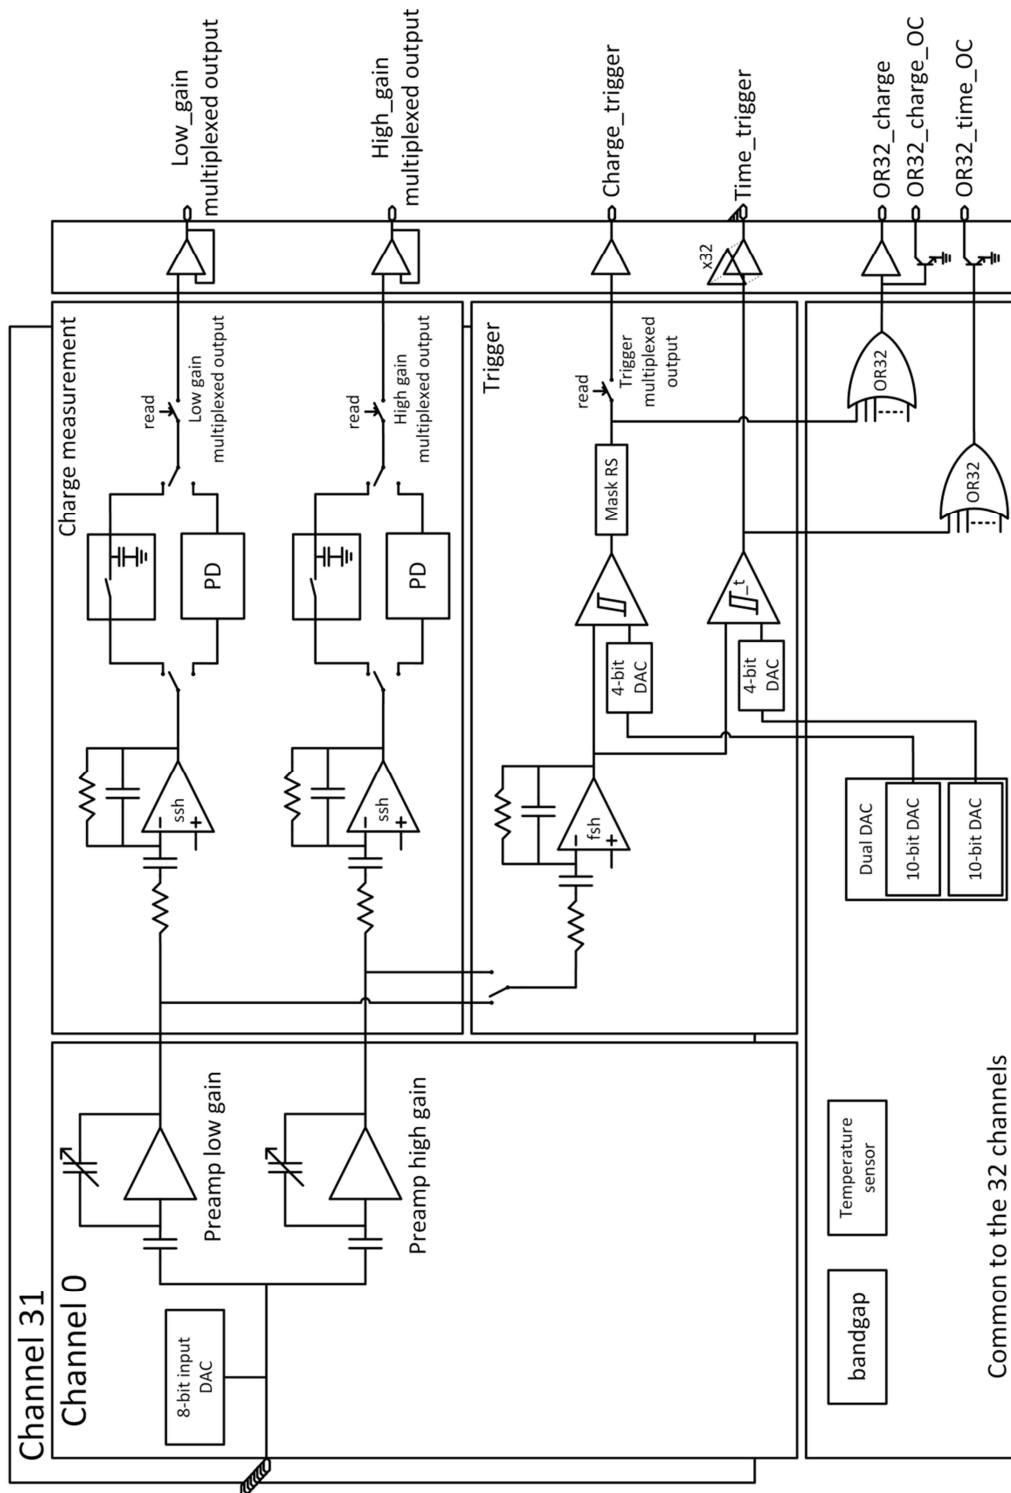 Channel 31
Channel 0
8-bit input
DAC
Preamp low gain
Preamp high gain
Charge measurement
ssh
−
+
PD
read
Low gain
multiplexed output
ssh
−
+
PD
read
High gain
multiplexed output
Trigger
fsh
−
+
4-bit
DAC
Mask RS
read
Trigger
multiplexed
output
4-bit
DAC
_t
x32
Low_gain
multiplexed output
High_gain
multiplexed output
Charge_trigger
Time_trigger
OR32_charge
OR32_charge_OC
OR32_time_OC
OR32
OR32
Dual DAC
10-bit DAC
10-bit DAC
Temperature
sensor
bandgap
Common to the 32 channels